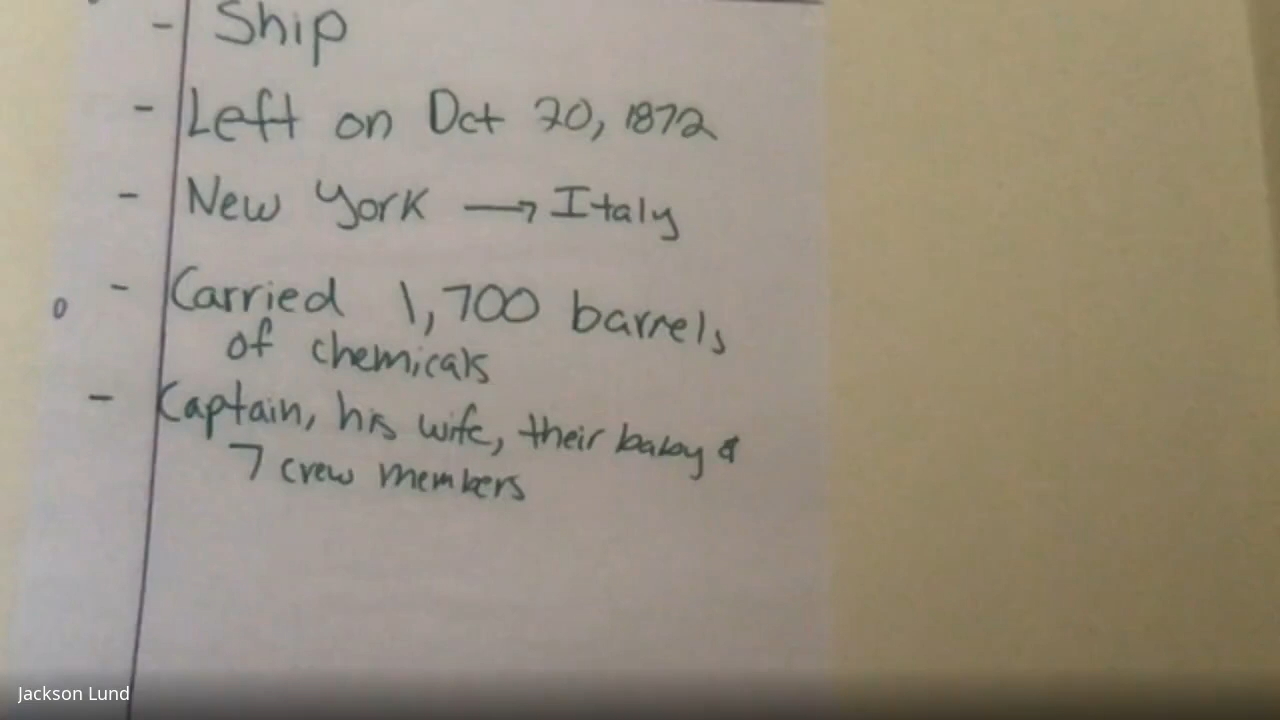 - Ship
- Left on Oct 20, 1872
- New York → Italy
- Carried 1,700 barrels
of chemicals
- Captain, his wife, their baby &
7 crew members
Jackson Lund